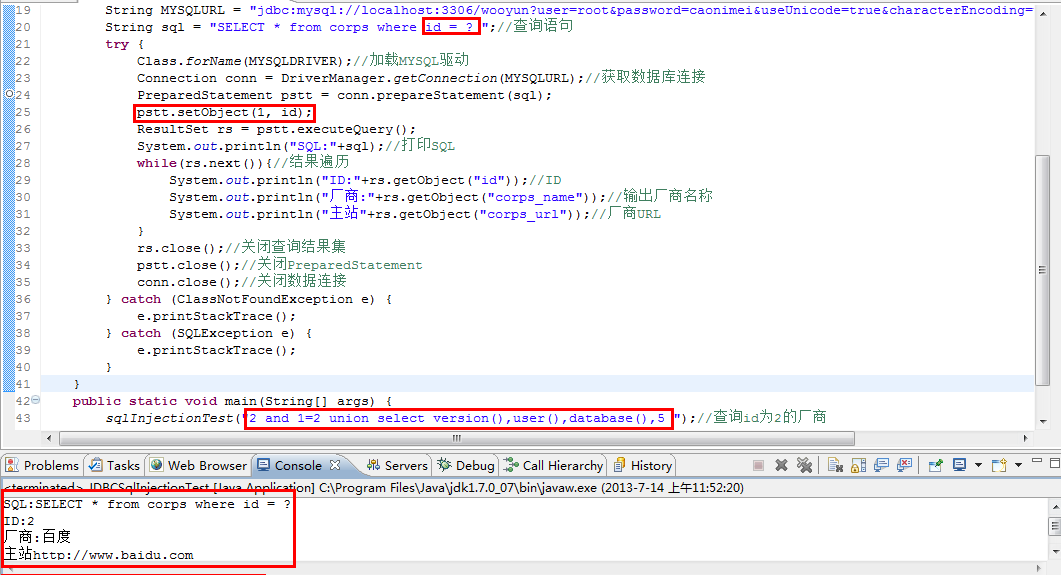 19 String MYSQLURL = "jdbc:mysql://localhost:3306/wooyun?user=root&password=caonimei&useUnicode=true&characterEncoding=
20 String sql = "SELECT * from corps where id = ? ";//查询语句
21 try {
22 Class.forName(MYSQLDRIVER);//加载MYSQL驱动
23 Connection conn = DriverManager.getConnection(MYSQLURL);//获取数据库连接
24 PreparedStatement pstt = conn.prepareStatement(sql);
25 pstt.setObject(1, id);
26 ResultSet rs = pstt.executeQuery();
27 System.out.println("SQL:"+sql);//打印SQL
28 while(rs.next()){//结果遍历
29 System.out.println("ID:"+rs.getObject("id"));//ID
30 System.out.println("厂商:"+rs.getObject("corps_name"));//输出厂商名称
31 System.out.println("主站"+rs.getObject("corps_url"));//厂商URL
32 }
33 rs.close();//关闭查询结果集
34 pstt.close();//关闭PreparedStatement
35 conn.close();//关闭数据连接
36 } catch (ClassNotFoundException e) {
37 e.printStackTrace();
38 } catch (SQLException e) {
39 e.printStackTrace();
40 }
41 }
42 public static void main(String[] args) {
43 sqlInjectionTest("2 and 1=2 union select version(),user(),database(),5 ");//查询id为2的厂商
Problems Tasks Web Browser Console Servers Debug Call Hierarchy History
<terminated> JDBCSqlInjectionTest [Java Application] C:\Program Files\Java\jdk1.7.0_07\bin\javaw.exe (2013-7-14 上午11:52:20)
SQL:SELECT * from corps where id = ?
ID:2
厂商:百度
主站http://www.baidu.com